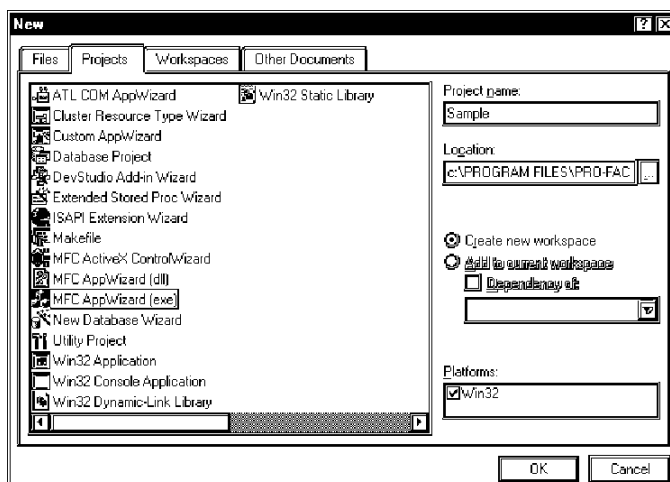 New
Files Projects Workspaces Other Documents
ATL COM AppWizard
Cluster Resource Type Wizard
Custom AppWizard
Database Project
DevStudio Add-in Wizard
Extended Stored Proc Wizard
ISAPI Extension Wizard
Makefile
MFC ActiveX ControlWizard
MFC AppWizard (dll)
MFC AppWizard (exe)
New Database Wizard
Utility Project
Win32 Application
Win32 Console Application
Win32 Dynamic-Link Library
Win32 Static Library
Project name:
Sample
Location:
c:\PROGRAM FILES\PRO-FAC
...
Create new workspace
Add to current workspace
Dependency of:
Platforms:
Win32
OK Cancel